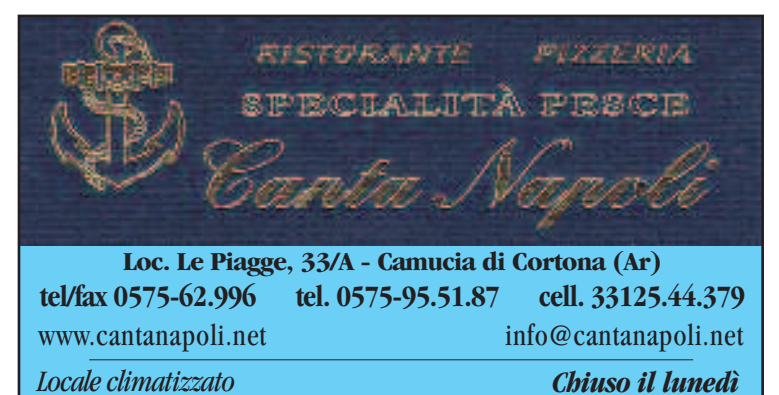 RISTORANTE PIZZERIA
SPECIALITÀ PESCE
Canta Napoli
Loc. Le Piagge, 33/A - Camucia di Cortona (Ar)
tel/fax 0575-62.996 tel. 0575-95.51.87 cell. 33125.44.379
www.cantanapoli.net info@cantanapoli.net
Locale climatizzato Chiuso il lunedì